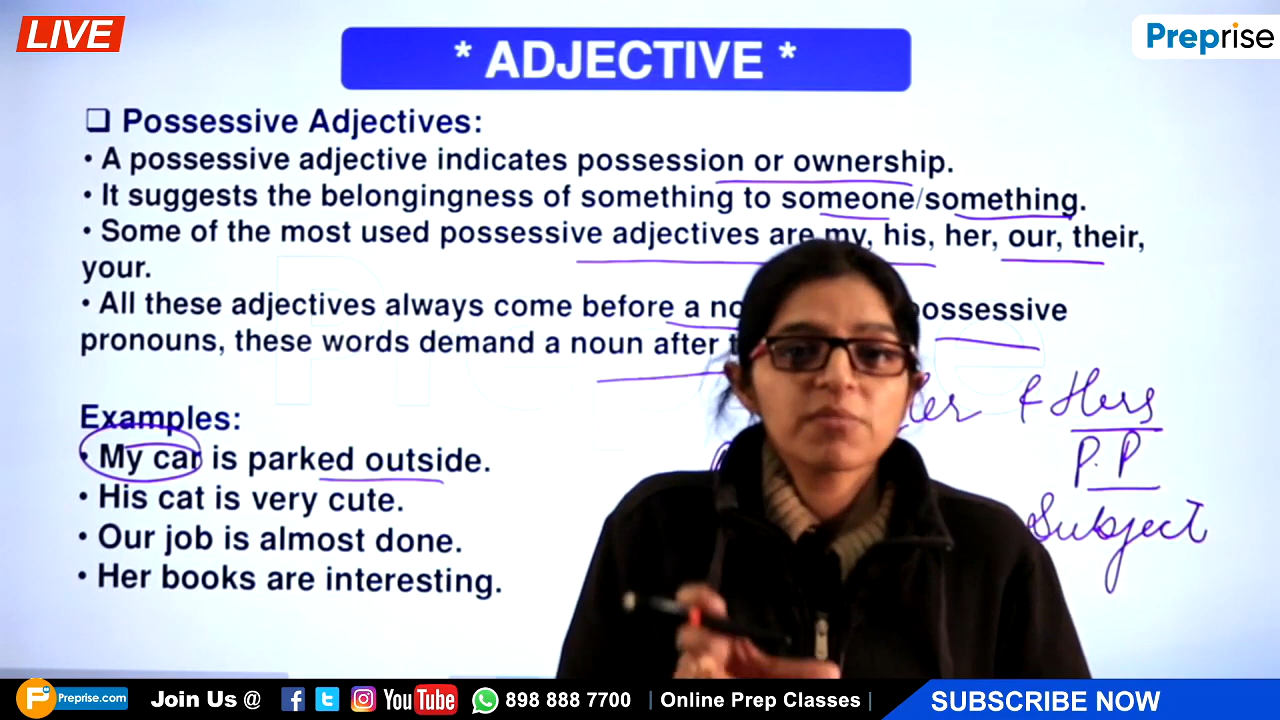 LIVE
* ADJECTIVE *
Preprise
❑ Possessive Adjectives:
• A possessive adjective indicates possession or ownership.
• It suggests the belongingness of something to someone/something.
• Some of the most used possessive adjectives are my, his, her, our, their,
your.
• All these adjectives always come before a possessive
pronouns, these words demand a noun after
& Hers
P.P
Subject
Examples:
• My car is parked outside.
• His cat is very cute.
• Our job is almost done.
• Her books are interesting.
Preprise.com Join Us @ YouTube 898 888 7700 | Online Prep Classes | SUBSCRIBE NOW